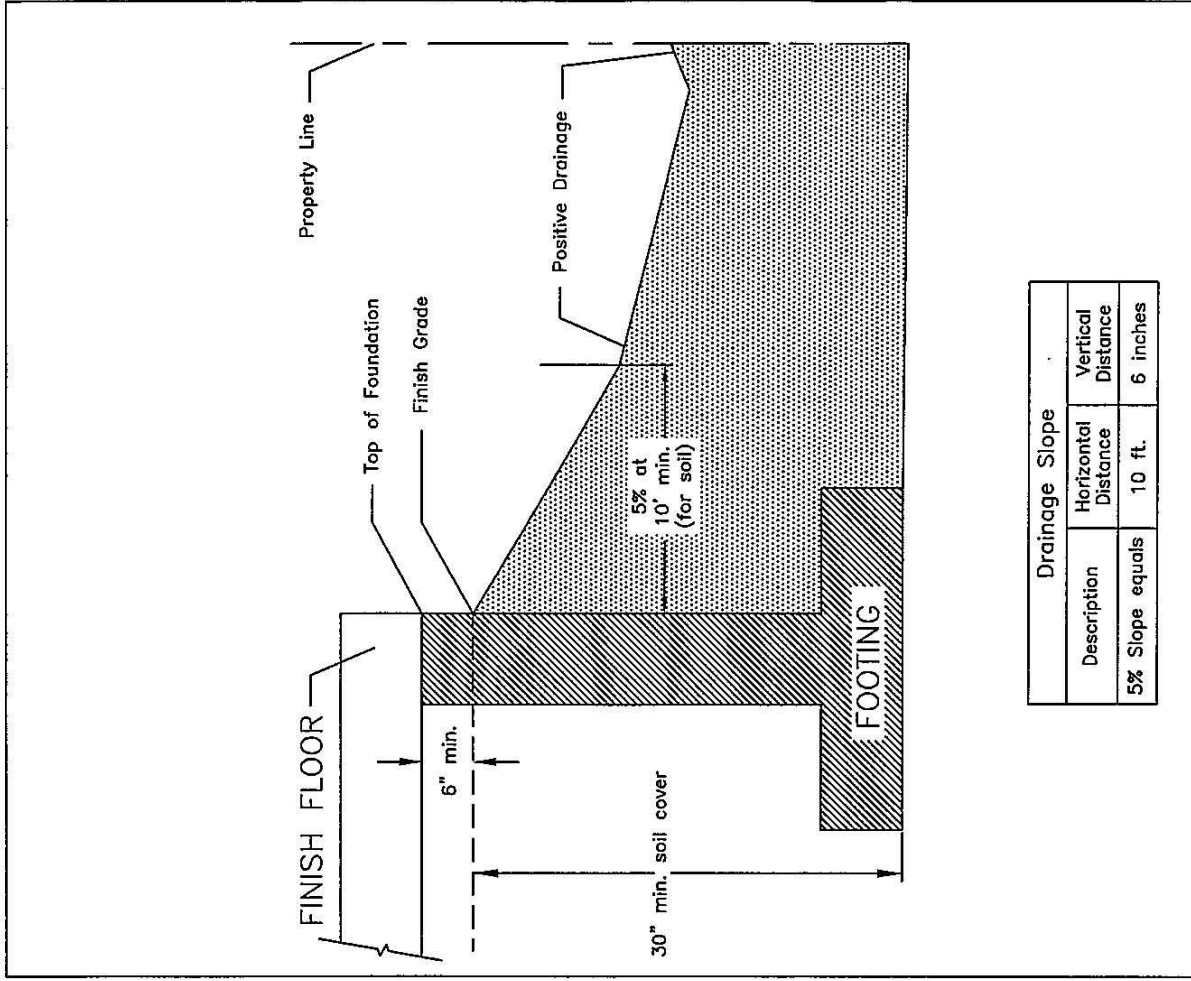 Property Line
Top of Foundation
Finish Grade
Positive Drainage
FINISH FLOOR
6" min.
5% at
10' min.
(for soil)
30" min. soil cover
FOOTING
Drainage Slope
Description
Horizontal
Distance
Vertical
Distance
5% Slope equals
10 ft.
6 inches